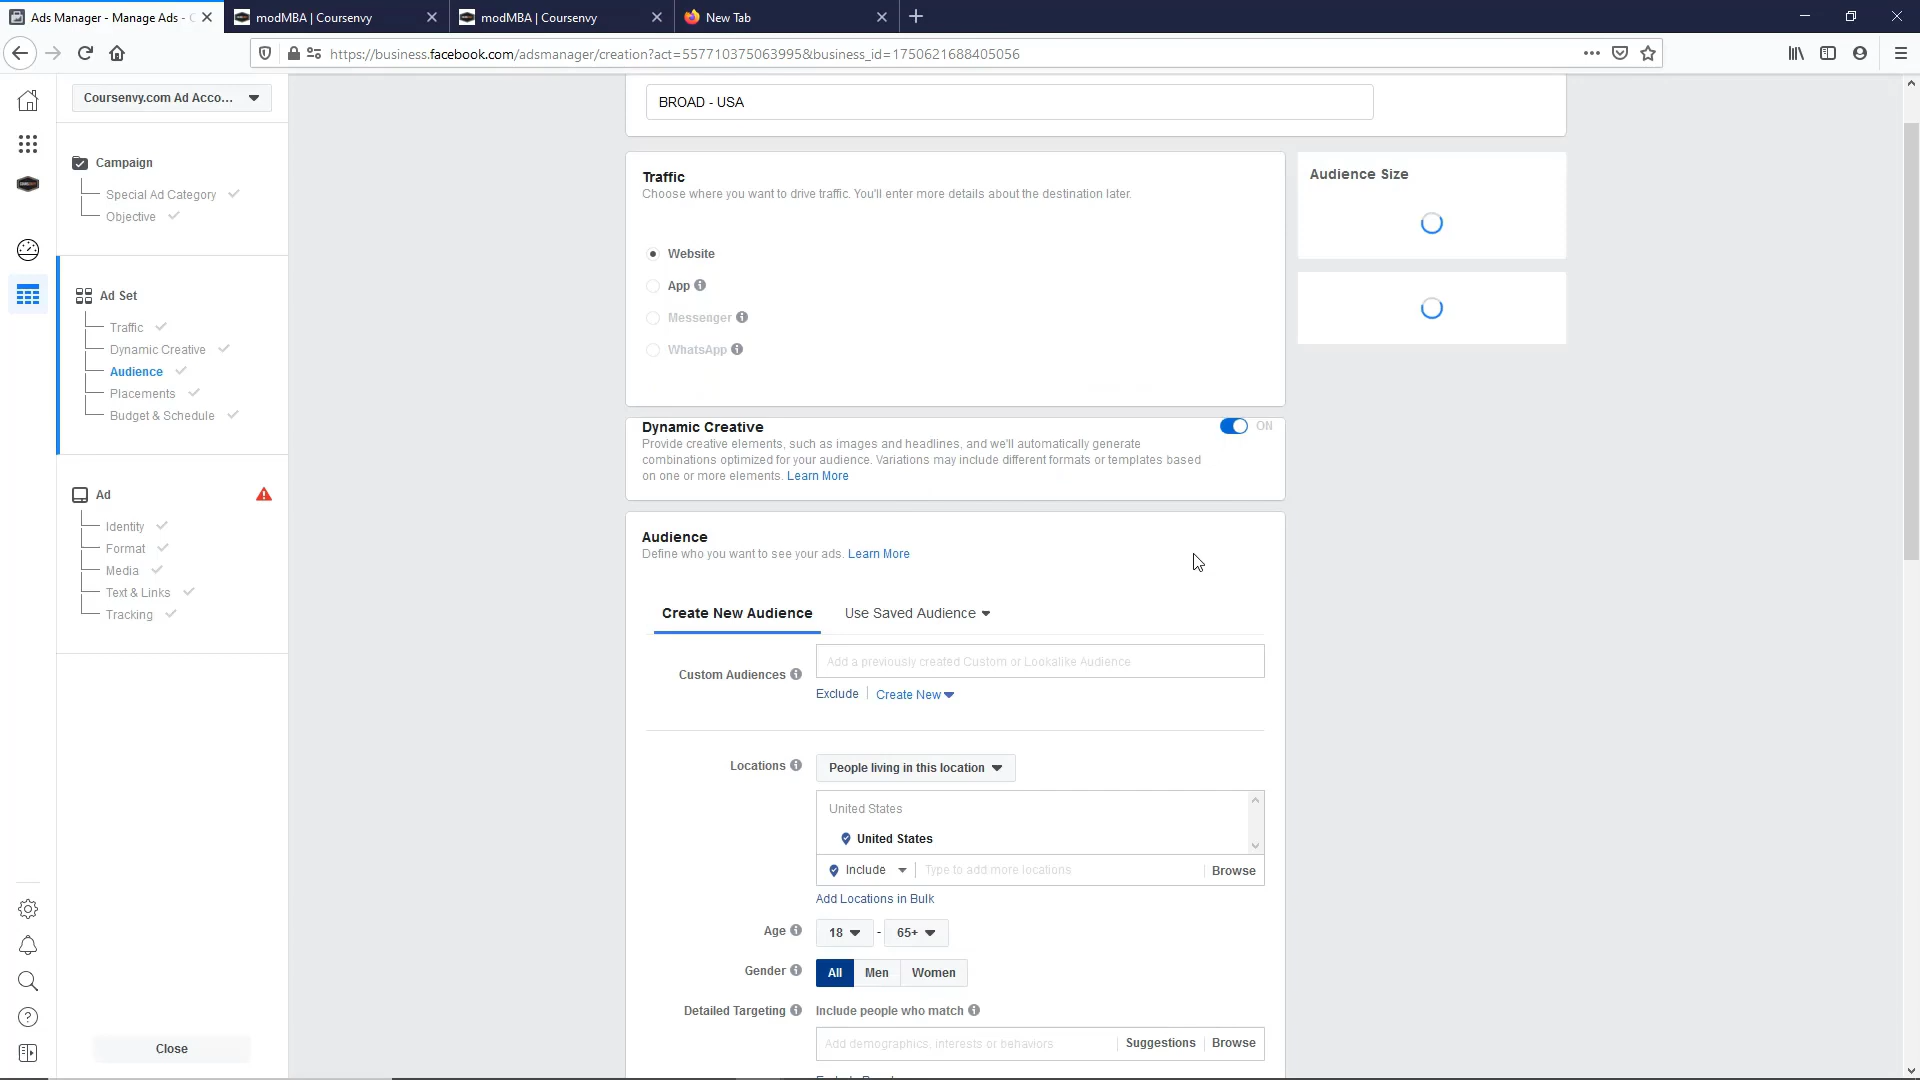 Ads Manager - Manage Ads - C
modMBA | Coursenvy
modMBA | Coursenvy
New Tab
https://business.facebook.com/adsmanager/creation?act=557710375063995&business_id=1750621688405056
Coursenvy.com Ad Acco...
Campaign
Special Ad Category
Objective
Ad Set
Traffic
Dynamic Creative
Audience
Placements
Budget & Schedule
Ad
Identity
Format
Media
Text & Links
Tracking
Close
BROAD - USA
Traffic
Choose where you want to drive traffic. You'll enter more details about the destination later.
Website
App
Messenger
WhatsApp
Dynamic Creative
ON
Provide creative elements, such as images and headlines, and we'll automatically generate
combinations optimized for your audience. Variations may include different formats or templates based
on one or more elements. Learn More
Audience
Define who you want to see your ads. Learn More
Create New Audience
Use Saved Audience
Custom Audiences
Add a previously created Custom or Lookalike Audience
Exclude
Create New
Locations
People living in this location
United States
United States
Include
Type to add more locations
Browse
Add Locations in Bulk
Age
18
-
65+
Gender
All
Men
Women
Detailed Targeting
Include people who match
Add demographics, interests or behaviors
Suggestions
Browse
Audience Size